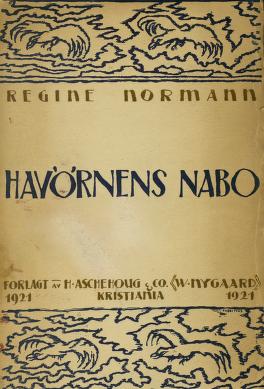 REGINE NORMANN
HAVÖRNENS NABO
FORLAGT AV H·ASCHEHOUG & CO. «W·NYGAARD»
1921 KRISTIANIA 1921